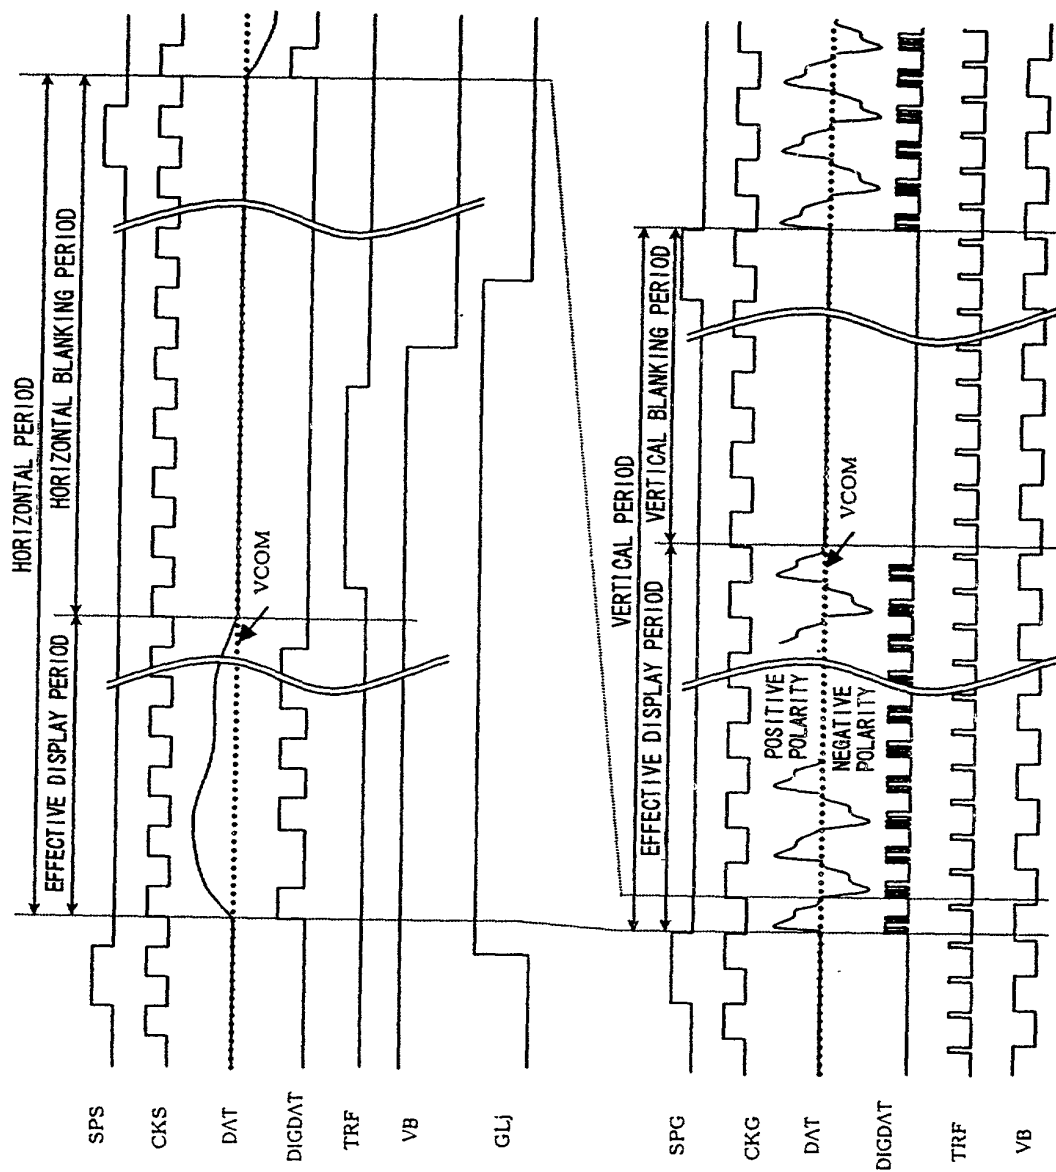 HORIZONTAL PERIOD
EFFECTIVE DISPLAY PERIOD
HORIZONTAL BLANKING PERIOD
SPS
CKS
DAT
VCOM
DIGDAT
TRF
VB
GLj
VERTICAL PERIOD
EFFECTIVE DISPLAY PERIOD
VERTICAL BLANKING PERIOD
SPG
CKG
POSITIVE
POLARITY
DAT
VCOM
NEGATIVE
POLARITY
DIGDAT
TRF
VB